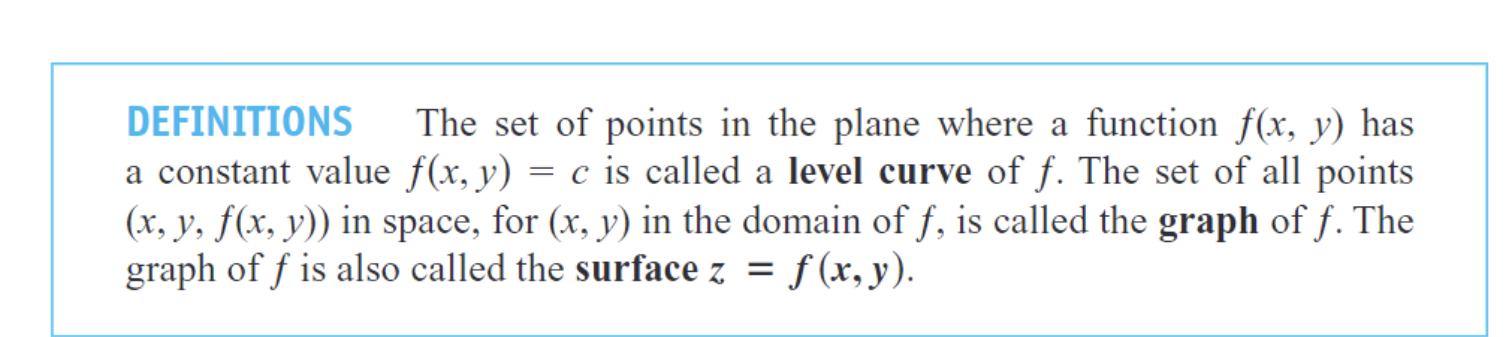 DEFINITIONS The set of points in the plane where a function f(x, y) has
a constant value f(x, y) = c is called a level curve of f. The set of all points
(x, y, f(x, y)) in space, for (x, y) in the domain of f, is called the graph of f. The
graph of f is also called the surface z = f(x, y).